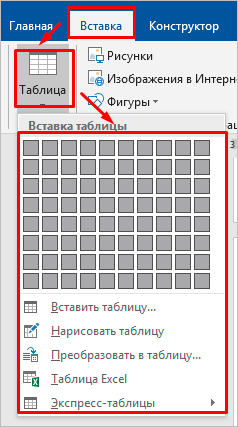 Главная Вставка Конструктор
Рисунки
Изображения в Интерн
Таблица
Фигуры
Вставка таблицы
Вставить таблицу...
Нарисовать таблицу
Преобразовать в таблицу...
Таблица Excel
Экспресс-таблицы